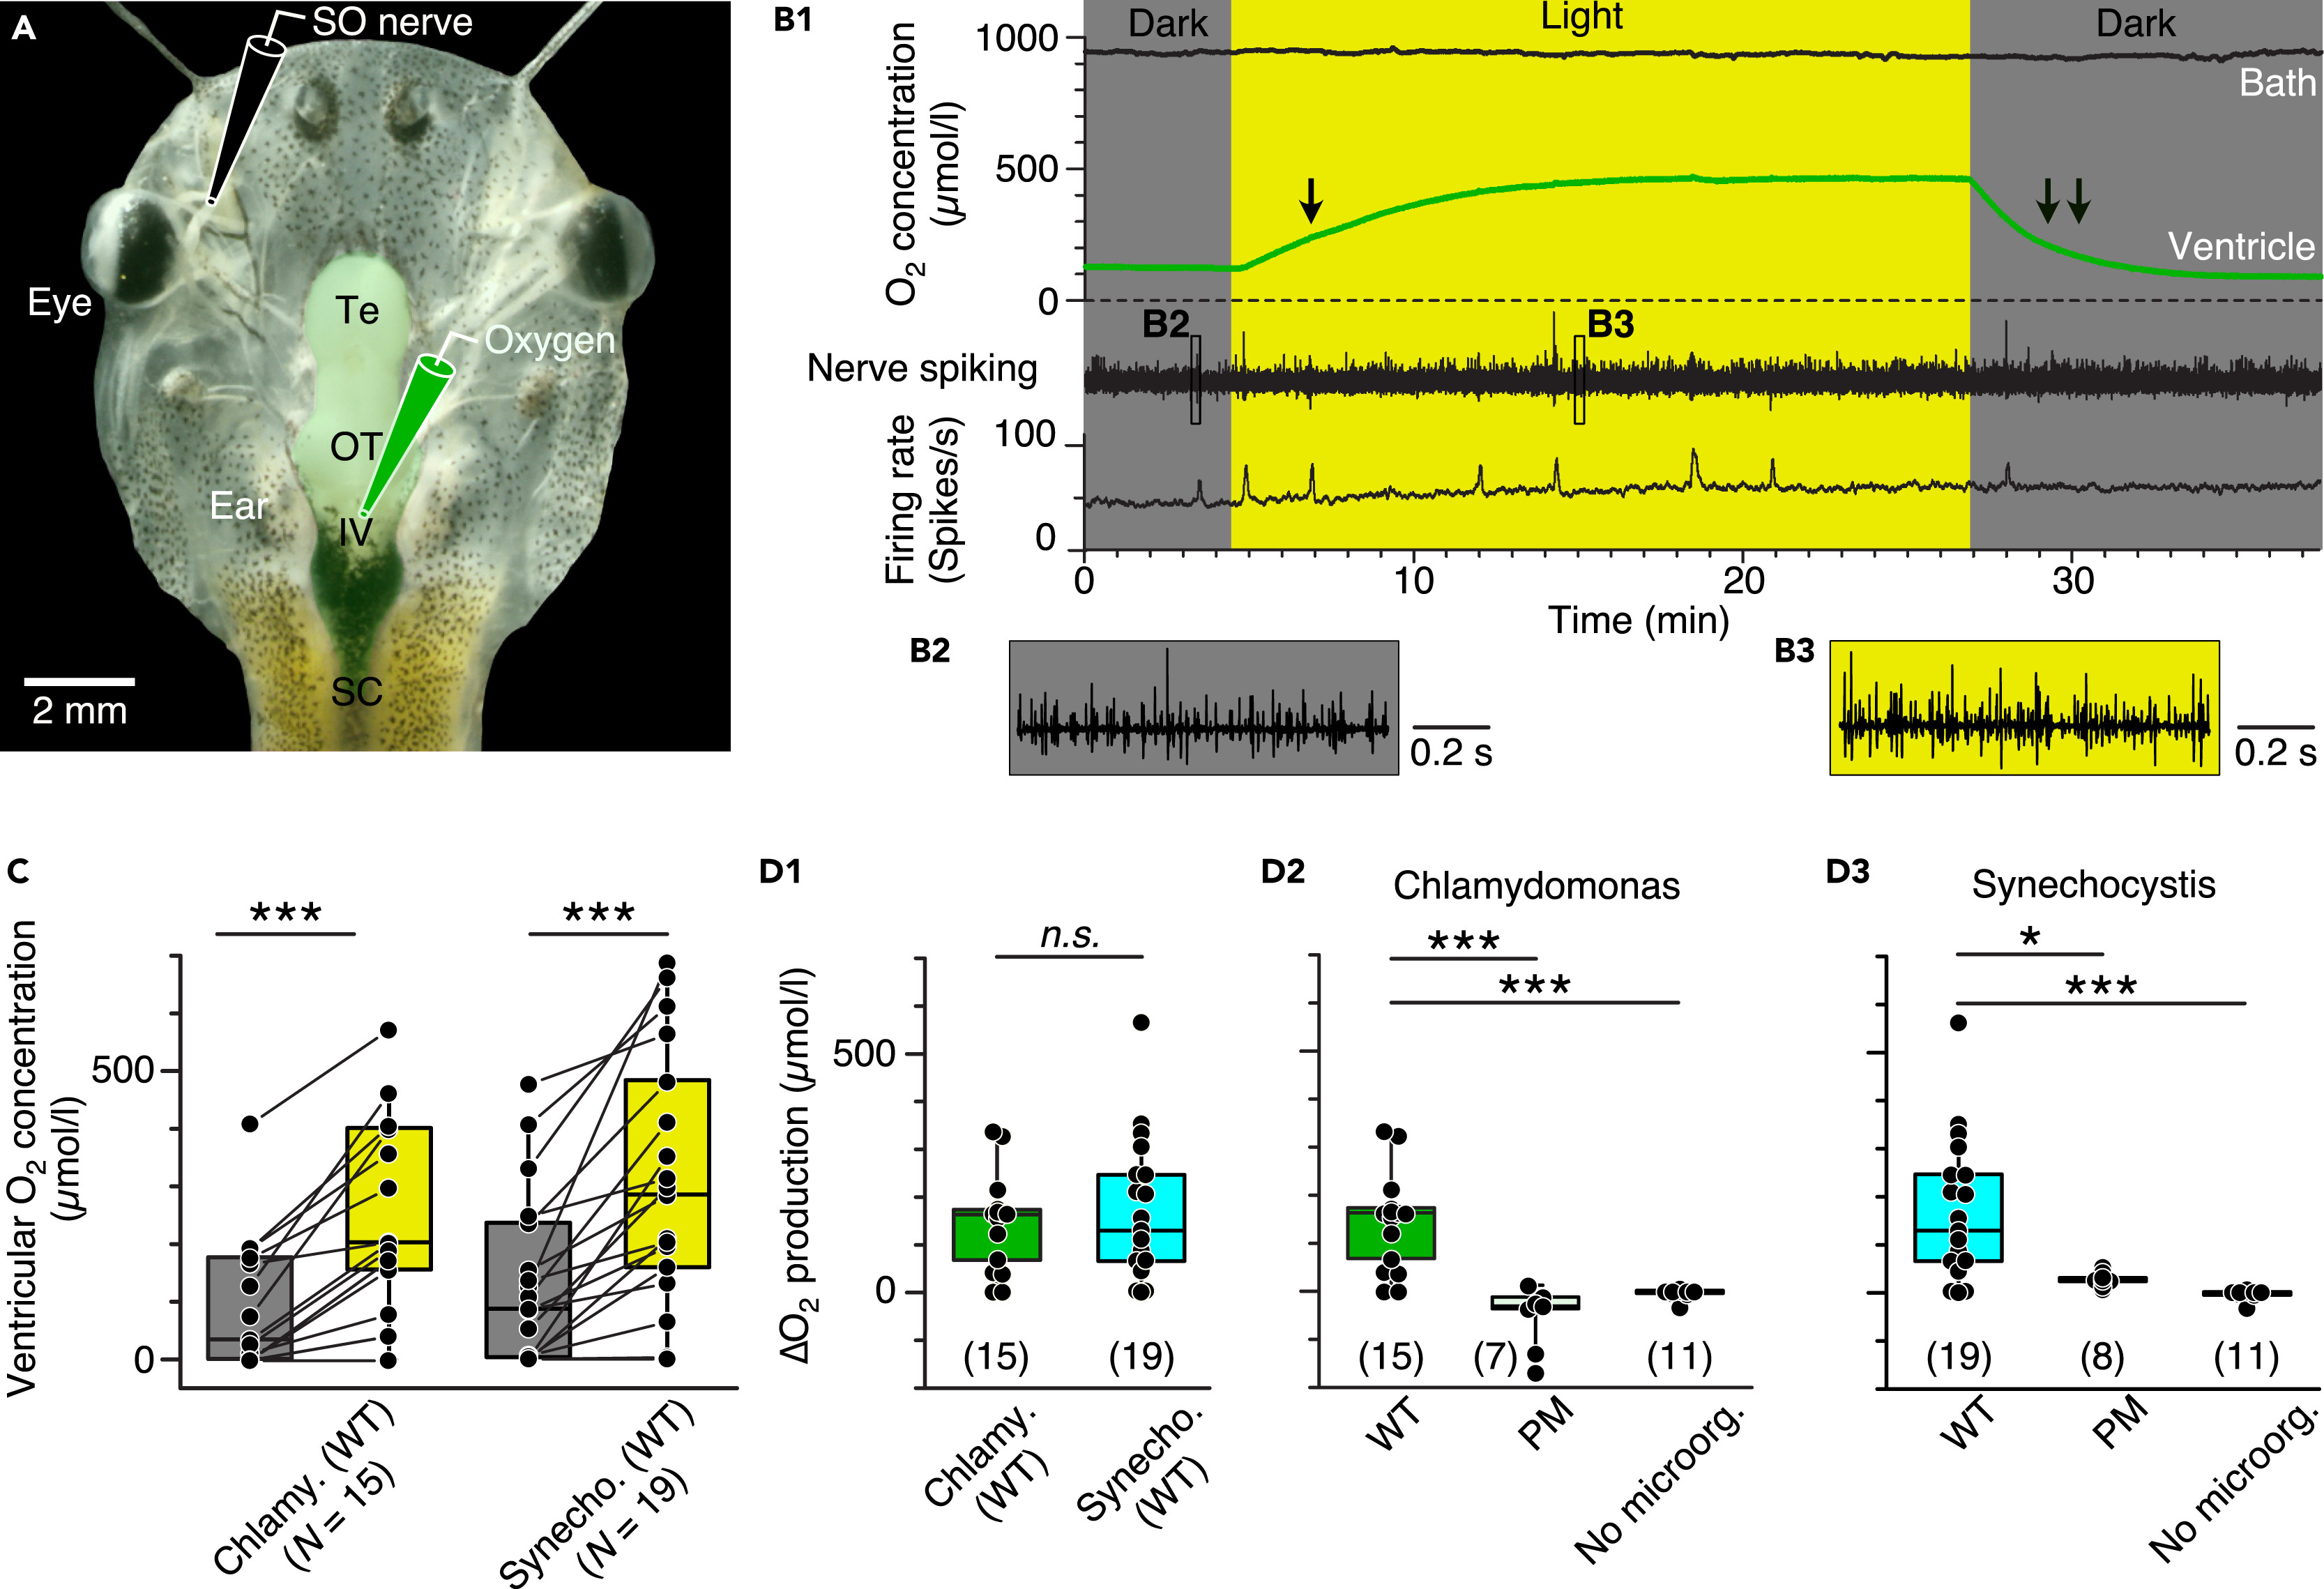 A
SO nerve
Eye
Te
Oxygen
OT
Ear
IV
SC
2 mm
B1
Dark
Light
Dark
O2 concentration
(µmol/l)
1000
500
0
Bath
Ventricle
B2
B3
Nerve spiking
Firing rate
(Spikes/s)
100
0
0
10
20
30
Time (min)
B2
0.2 s
B3
0.2 s
C
Ventricular O2 concentration
(µmol/l)
***
***
500
0
Chlamy. (WT)
(N = 15)
Synecho. (WT)
(N = 19)
D1
ΔO2 production (µmol/l)
n.s.
500
0
(15)
(19)
Chlamy.
(WT)
Synecho.
(WT)
D2
Chlamydomonas
***
***
(15)
(7)
(11)
WT
PM
No microorg.
D3
Synechocystis
*
***
(19)
(8)
(11)
WT
PM
No microorg.